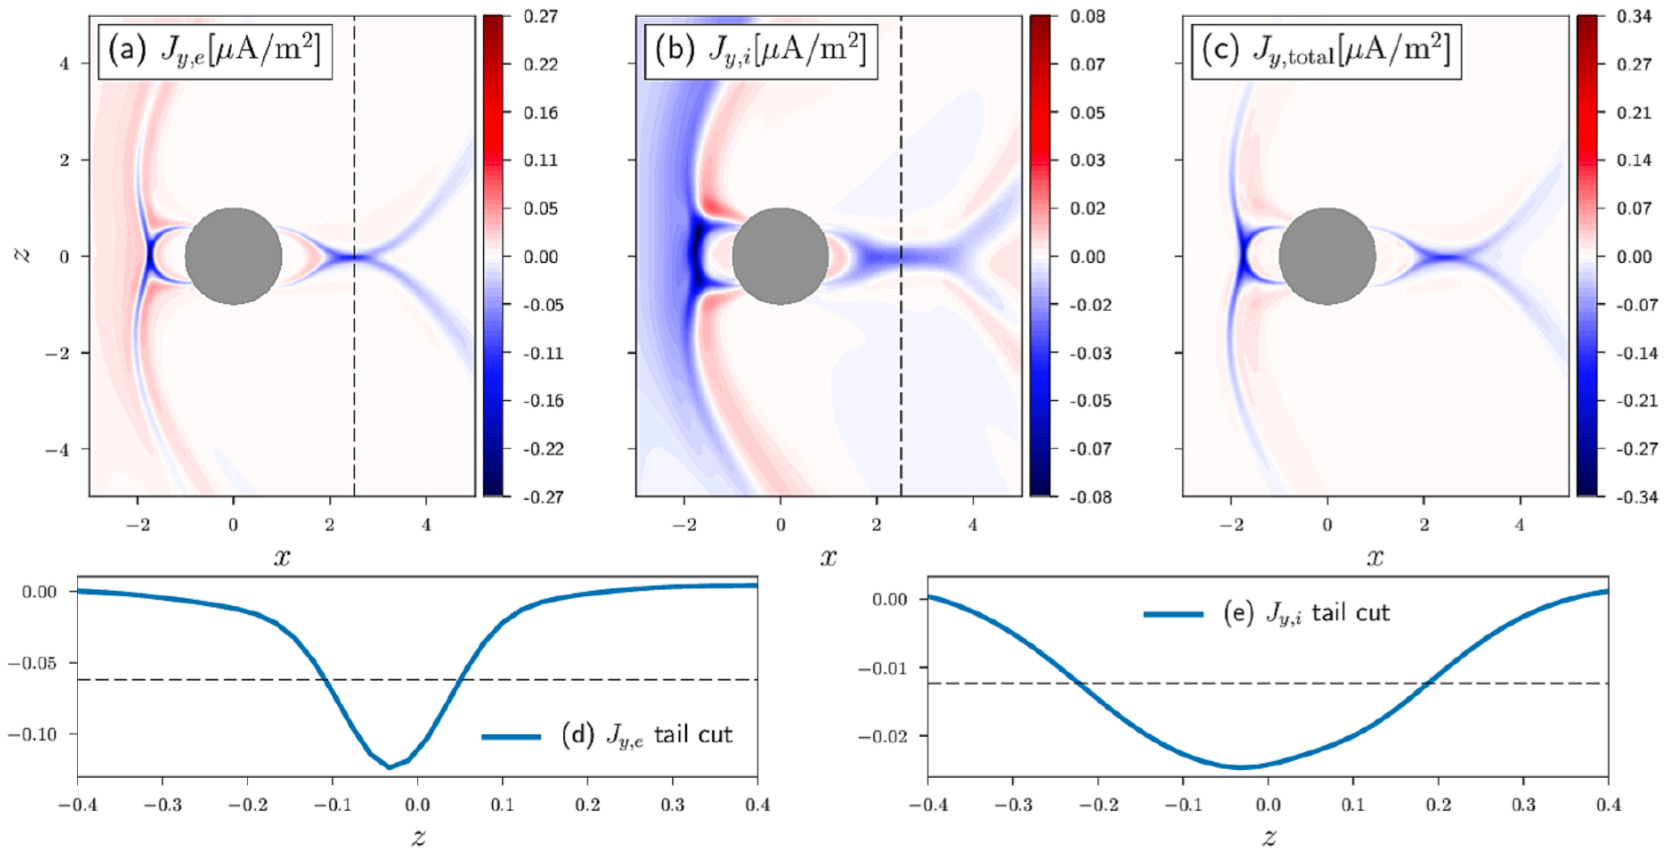 (a) J_{y,e}[μA/m²]
4
2
0
−2
−4
z
−2 0 2 4
x
0.27
0.22
0.16
0.11
0.05
0.00
-0.05
-0.11
-0.16
-0.22
-0.27
(b) J_{y,i}[μA/m²]
−2 0 2 4
x
0.08
0.07
0.05
0.03
0.02
0.00
-0.02
-0.03
-0.05
-0.07
-0.08
(c) J_{y,total}[μA/m²]
−2 0 2 4
x
0.34
0.27
0.21
0.14
0.07
0.00
-0.07
-0.14
-0.21
-0.27
-0.34
0.00
−0.05
−0.10
(d) J_{y,e} tail cut
−0.4 −0.3 −0.2 −0.1 0.0 0.1 0.2 0.3 0.4
z
0.00
−0.01
−0.02
(e) J_{y,i} tail cut
−0.4 −0.3 −0.2 −0.1 0.0 0.1 0.2 0.3 0.4
z